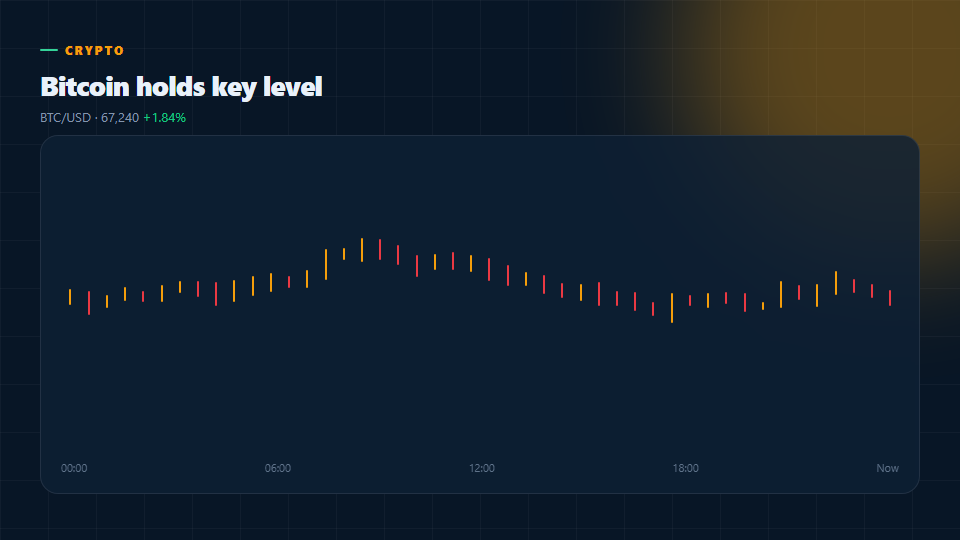 CRYPTO
Bitcoin holds key level
BTC/USD · 67,240 +1.84%
00:00 06:00 12:00 18:00 Now